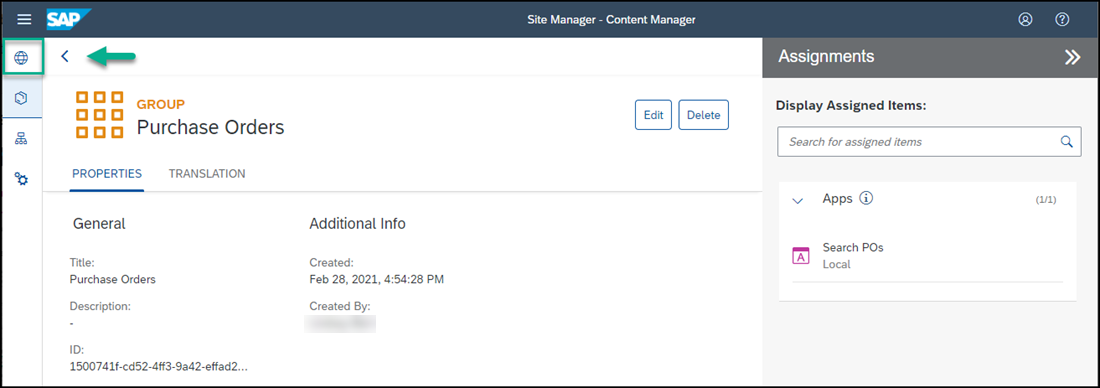 SAP
Site Manager - Content Manager
GROUP
Purchase Orders
Edit
Delete
PROPERTIES
TRANSLATION
General
Title:
Purchase Orders
Description:
-
ID:
1500741f-cd52-4ff3-9a42-effad2...
Additional Info
Created:
Feb 28, 2021, 4:54:28 PM
Created By:
Assignments
Display Assigned Items:
Search for assigned items
Apps
(1/1)
A
Search POs
Local